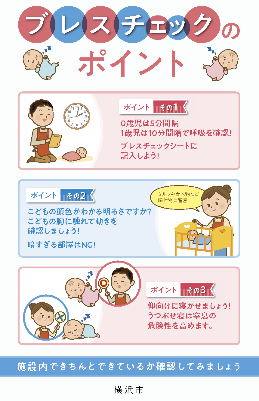 ブレスチェックの
ポイント
ポイント その1
0歳児は5分間隔
1歳児は10分間隔で呼吸を確認!
ブレスチェックシートに
記入しよう!
ポイント その2
こどもの顔色がわかる明るさですか?
こどもの胸に触れて動きを
確認しましょう!
暗すぎる部屋はNG!
ポイント その3
仰向けに寝かせましょう!
うつぶせ寝は窒息の
危険性を高めます。
施設内できちんとできているか確認してみましょう
横浜市